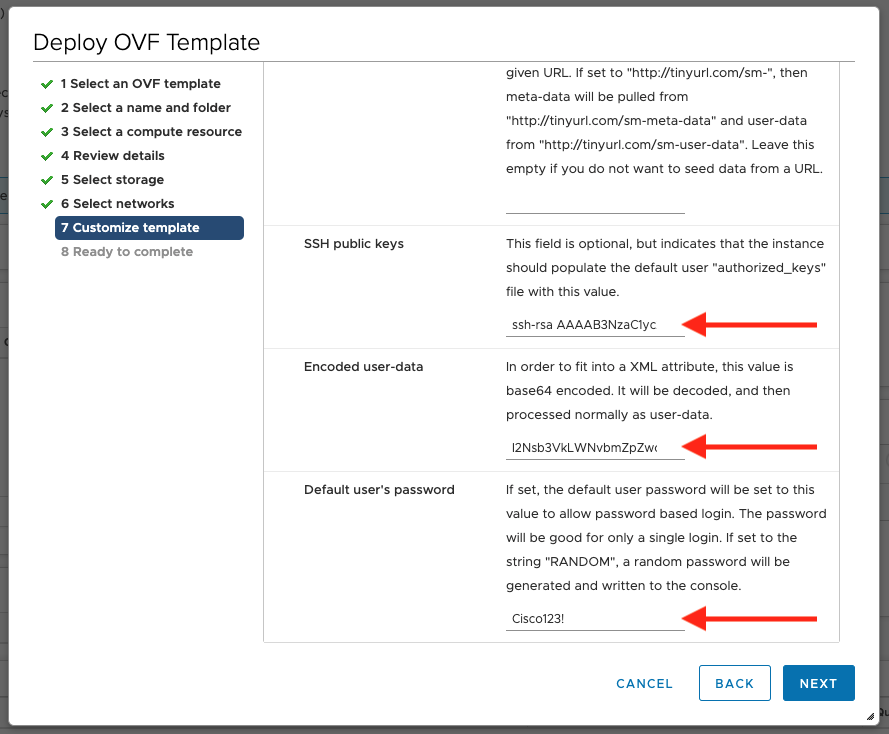 Deploy OVF Template
1 Select an OVF template
2 Select a name and folder
3 Select a compute resource
4 Review details
5 Select storage
6 Select networks
7 Customize template
8 Ready to complete
given URL. If set to "http://tinyurl.com/sm-", then
meta-data will be pulled from
"http://tinyurl.com/sm-meta-data" and user-data
from "http://tinyurl.com/sm-user-data". Leave this
empty if you do not want to seed data from a URL.
SSH public keys
This field is optional, but indicates that the instance
should populate the default user "authorized_keys"
file with this value.
ssh-rsa AAAAB3NzaC1yc
Encoded user-data
In order to fit into a XML attribute, this value is
base64 encoded. It will be decoded, and then
processed normally as user-data.
I2Nsb3VkLWNvbmZpZwo
Default user's password
If set, the default user password will be set to this
value to allow password based login. The password
will be good for only a single login. If set to the
string "RANDOM", a random password will be
generated and written to the console.
Cisco123!
CANCEL
BACK
NEXT